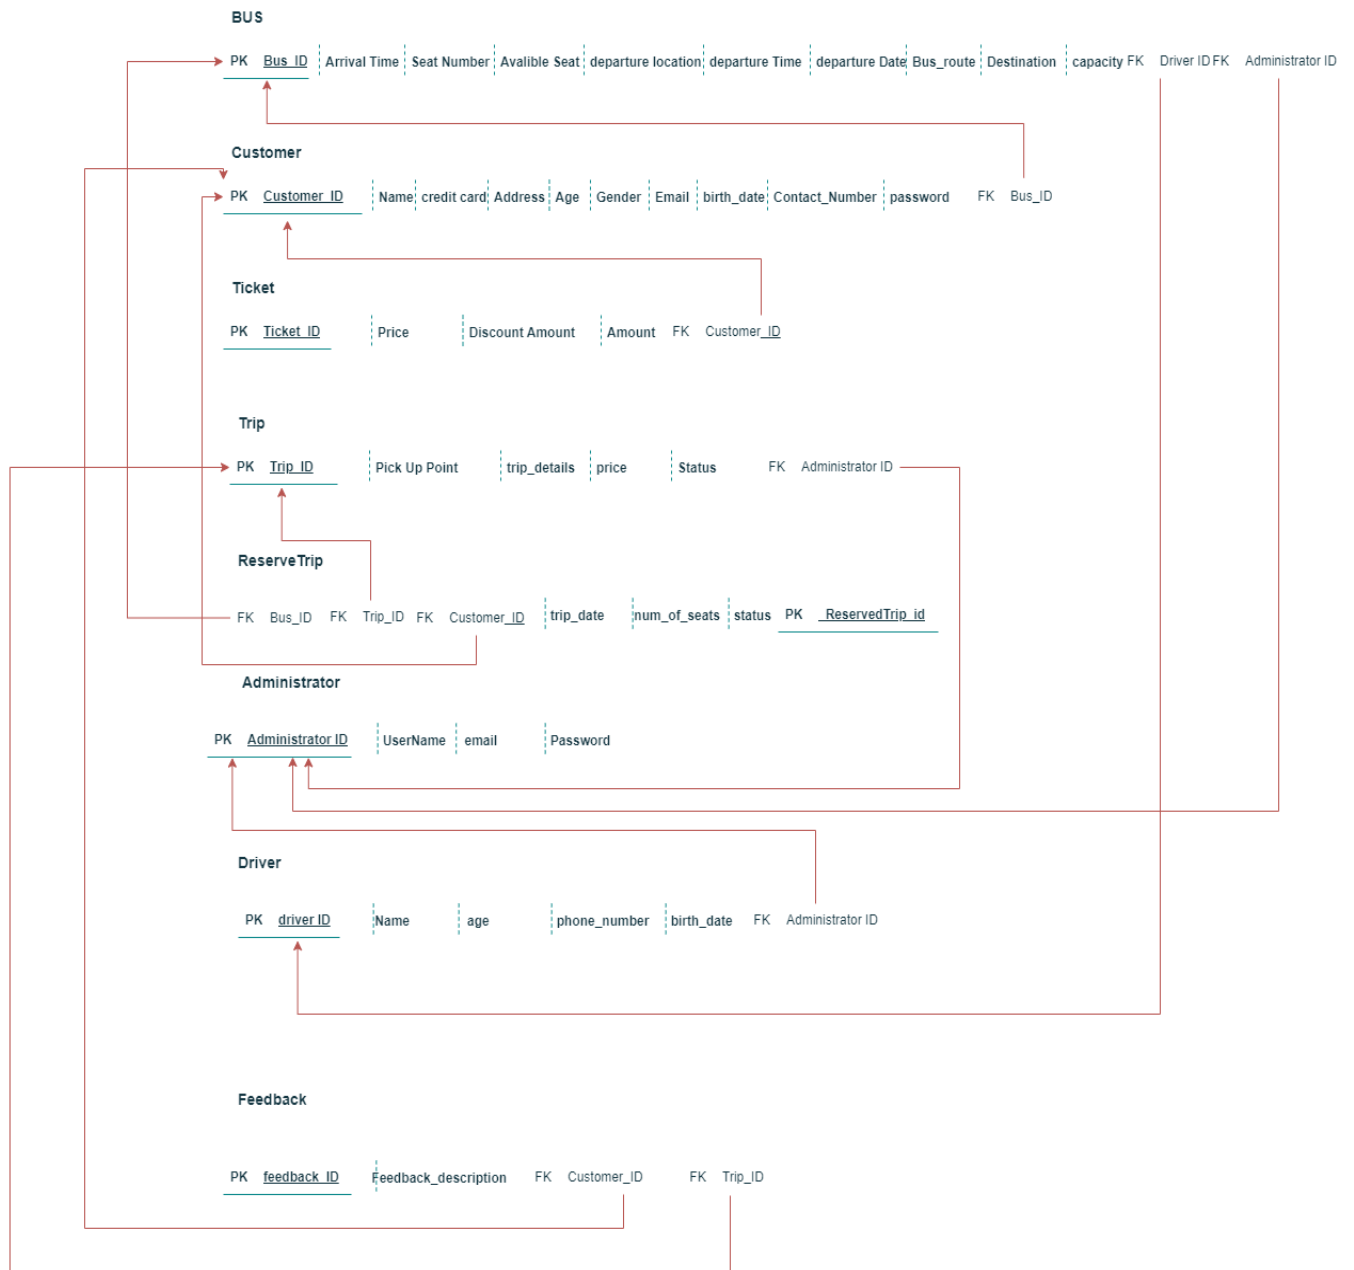 BUS
PK Bus_ID Arrival Time Seat Number Avalible Seat departure location departure Time departure Date Bus_route Destination capacity FK Driver ID FK Administrator ID
Customer
PK Customer_ID Name credit card Address Age Gender Email birth_date Contact_Number password FK Bus_ID
Ticket
PK Ticket_ID Price Discount Amount Amount FK Customer_ID
Trip
PK Trip_ID Pick Up Point trip_details price Status FK Administrator ID
ReserveTrip
FK Bus_ID FK Trip_ID FK Customer_ID trip_date num_of_seats status PK _ReservedTrip_id
Administrator
PK Administrator ID UserName email Password
Driver
PK driver ID Name age phone_number birth_date FK Administrator ID
Feedback
PK feedback_ID Feedback_description FK Customer_ID FK Trip_ID